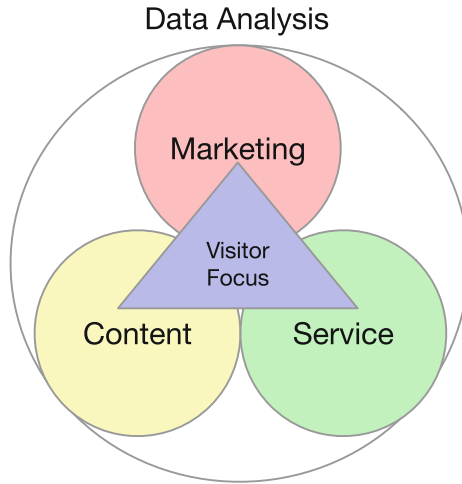 Data Analysis
Marketing
Visitor
Focus
Content
Service